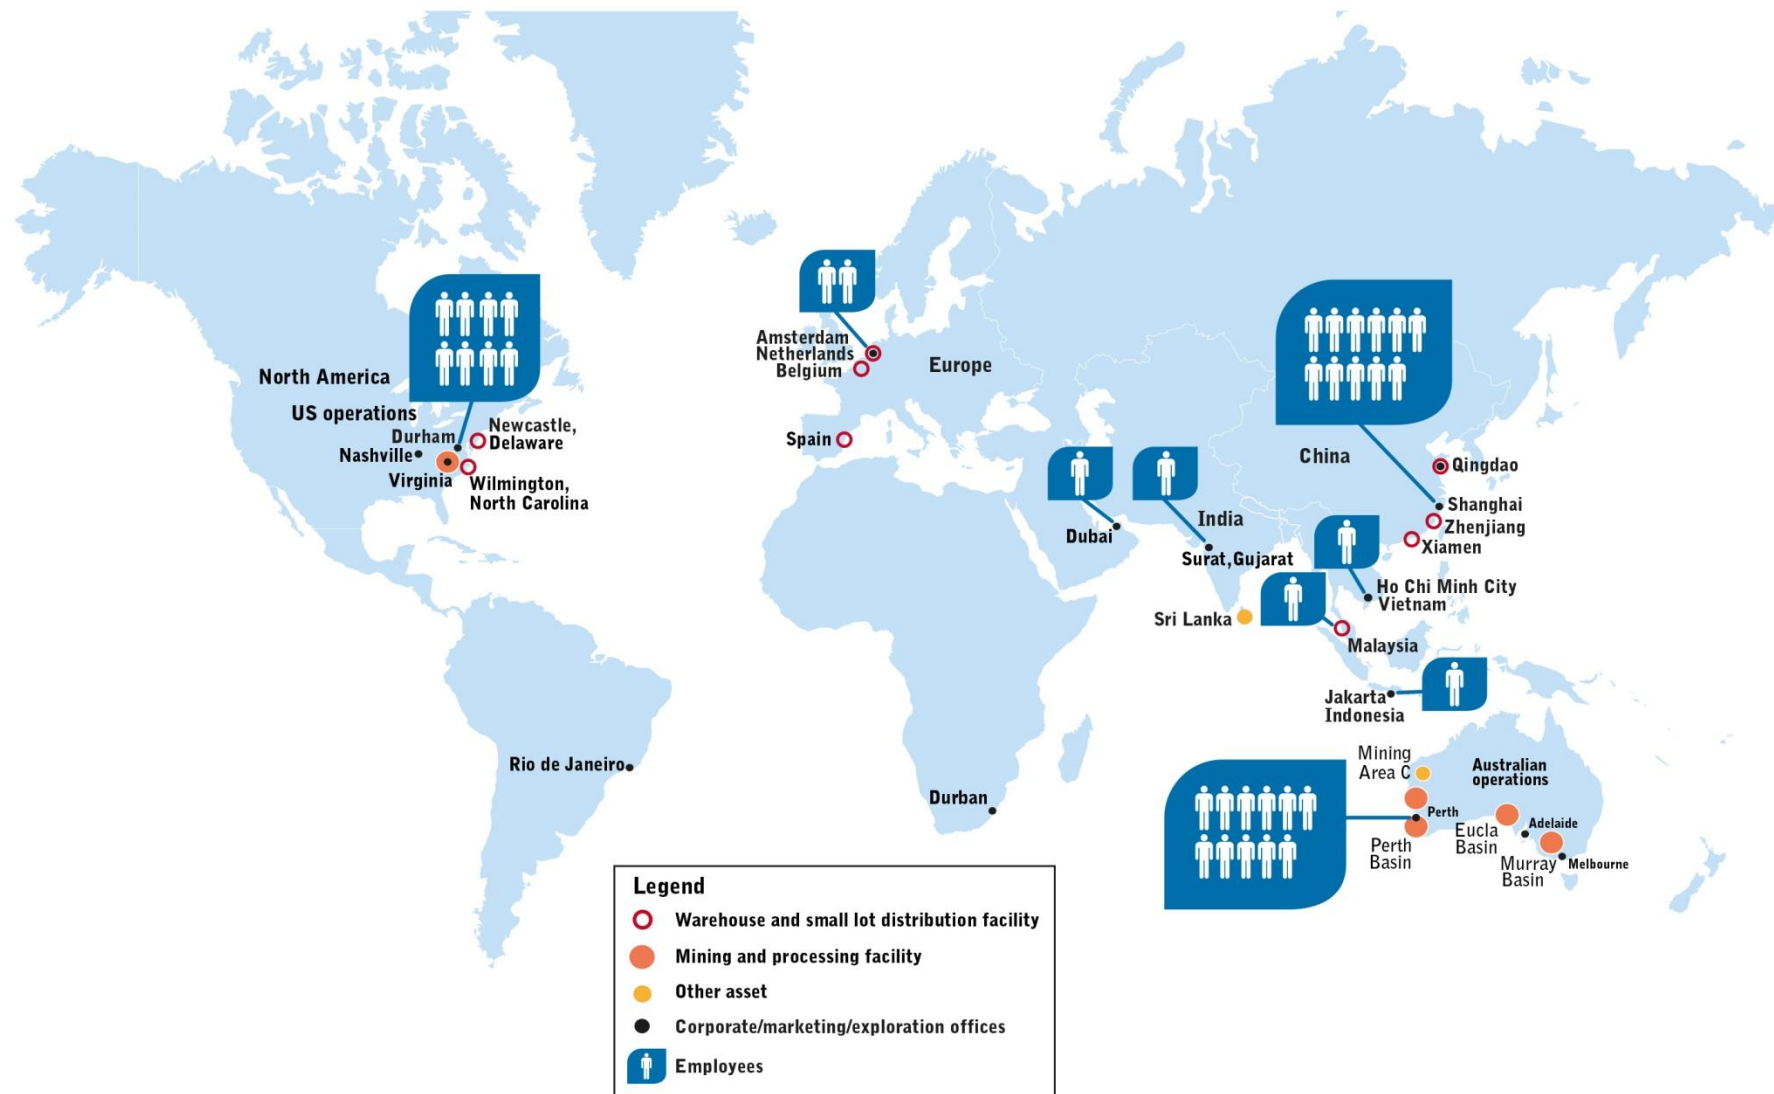 North America
US operations
Durham
Nashville
Virginia
Newcastle,
Delaware
Wilmington,
North Carolina
Amsterdam
Netherlands
Belgium
Europe
Spain
China
Qingdao
Shanghai
Zhenjiang
Xiamen
Dubai
India
Surat,Gujarat
Ho Chi Minh City
Vietnam
Sri Lanka
Malaysia
Jakarta
Indonesia
Rio de Janeiro
Durban
Mining
Area C
Australian
operations
Perth
Perth
Basin
Eucla
Basin
Adelaide
Murray
Basin
Melbourne
Legend
Warehouse and small lot distribution facility
Mining and processing facility
Other asset
Corporate/marketing/exploration offices
Employees